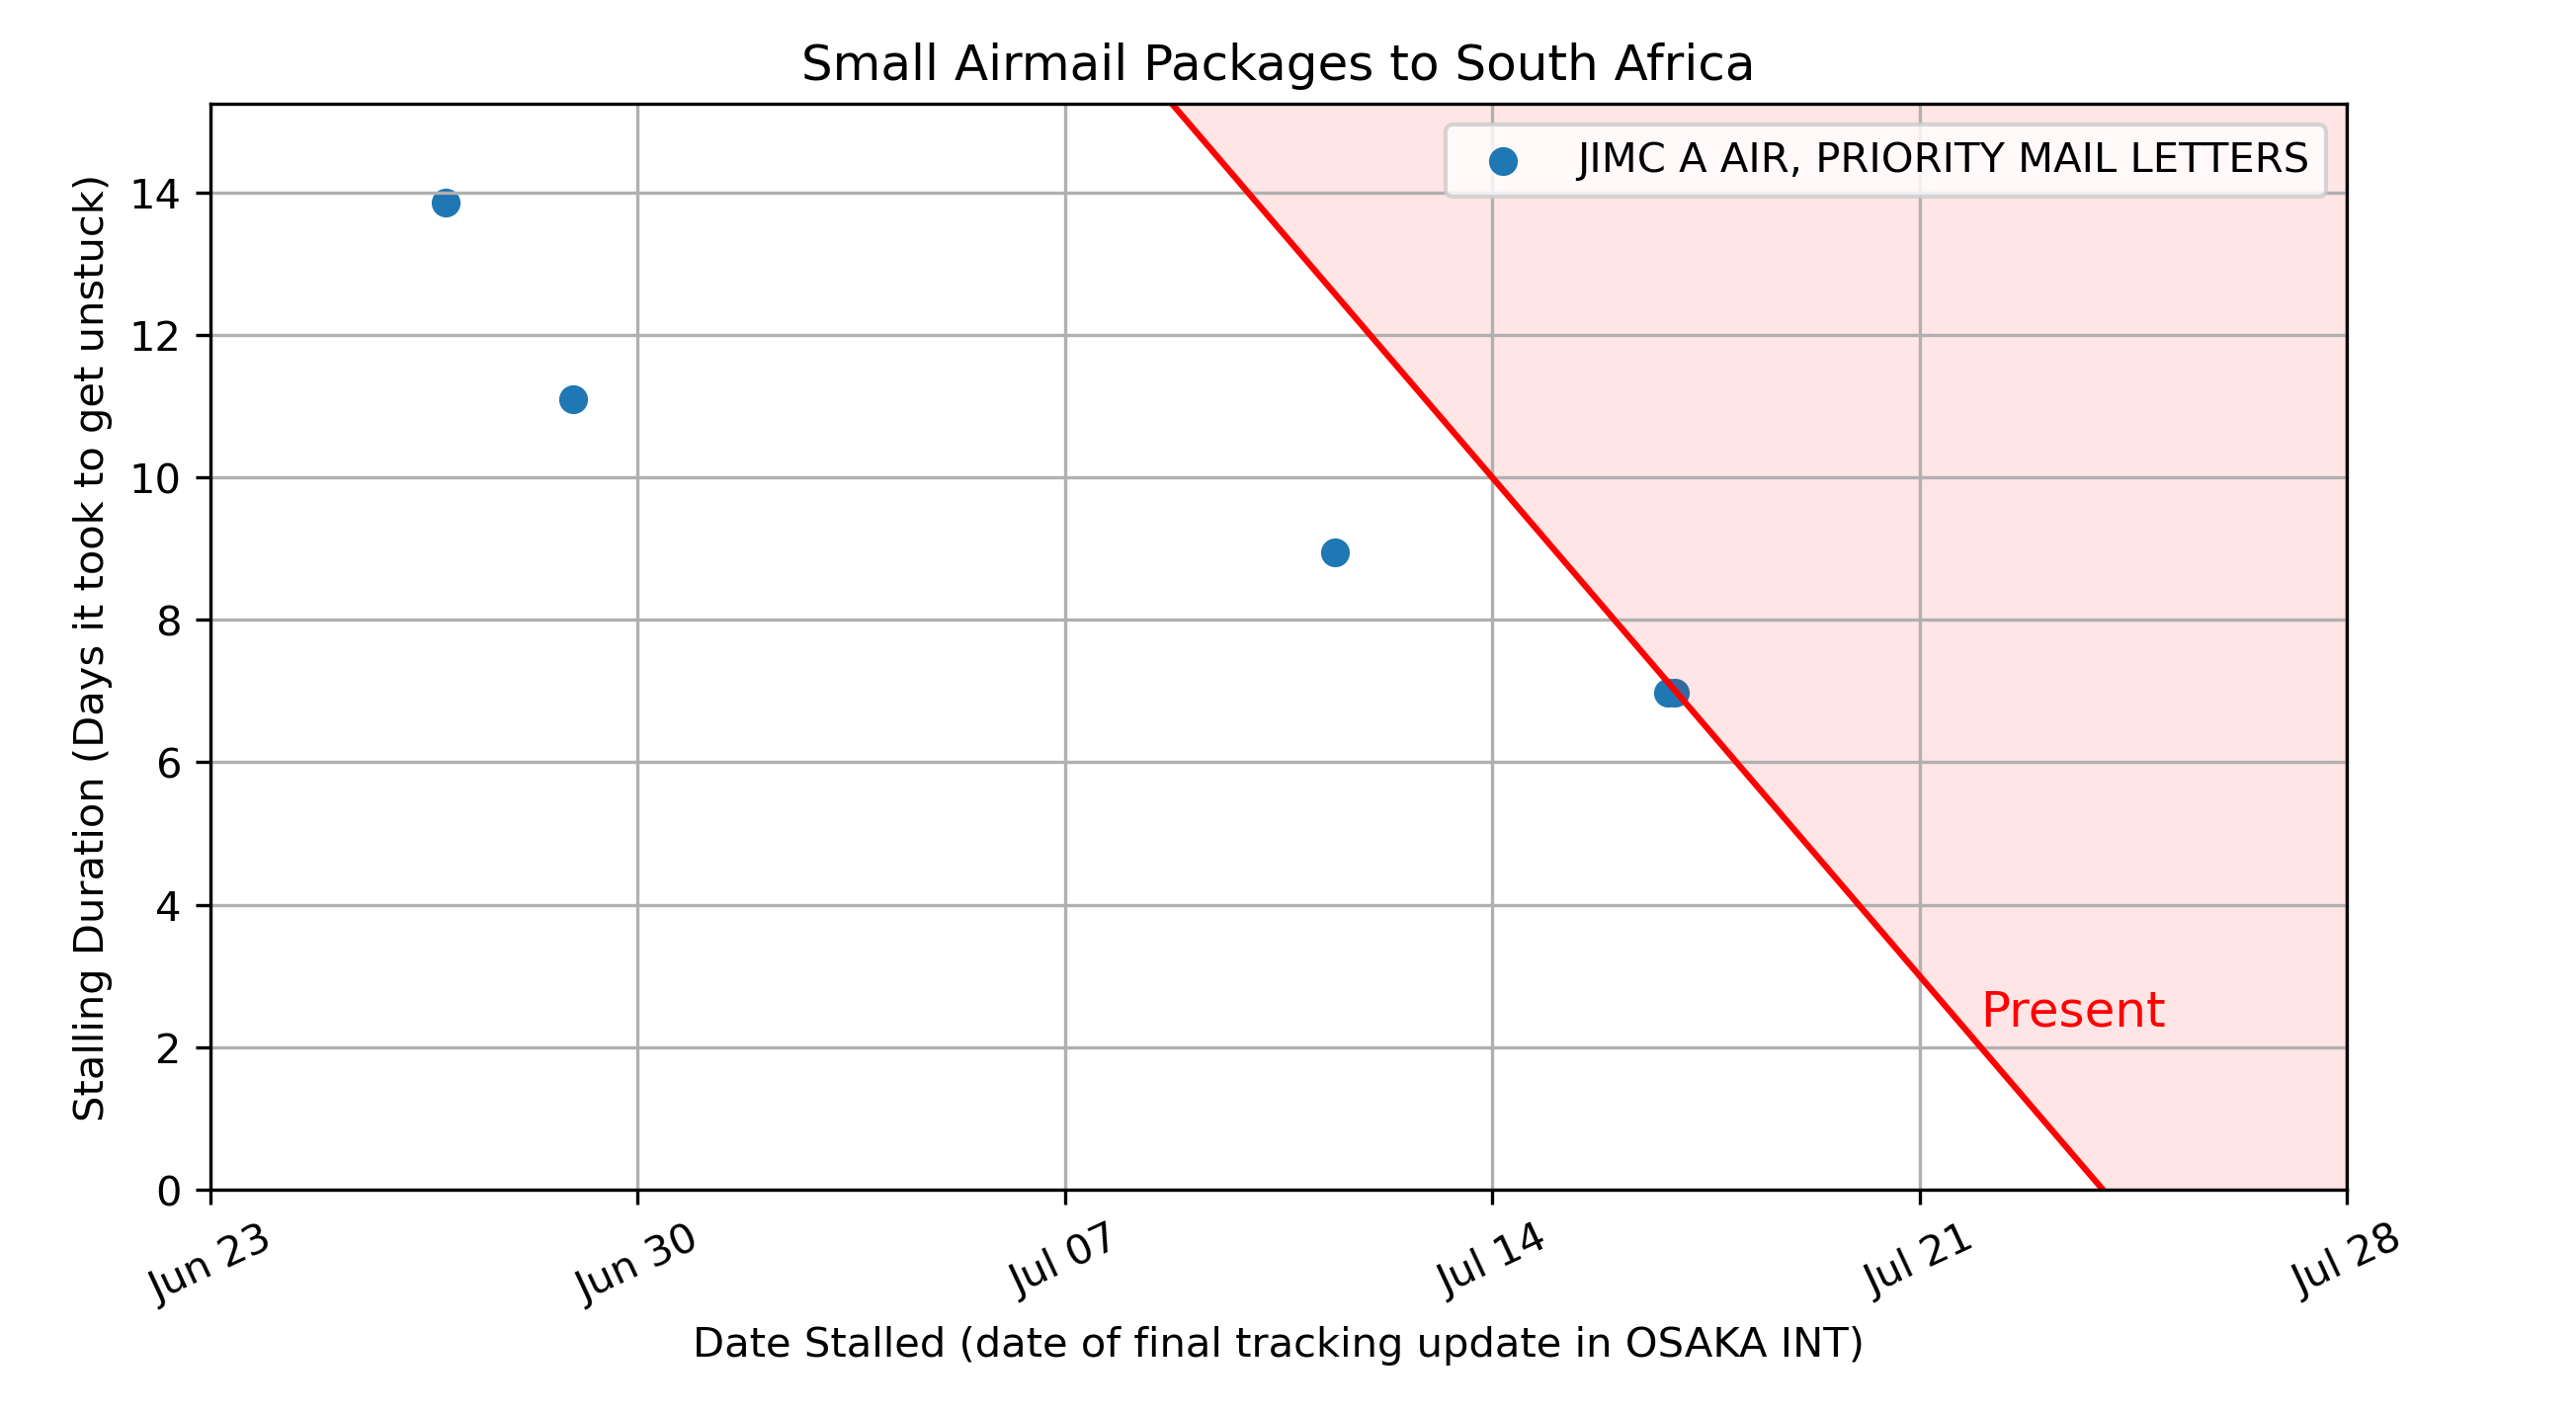 Small Airmail Packages to South Africa
JIMC A AIR, PRIORITY MAIL LETTERS
Stalling Duration (Days it took to get unstuck)
14
12
10
8
6
4
2
0
Present
Jun 23
Jun 30
Jul 07
Jul 14
Jul 21
Jul 28
Date Stalled (date of final tracking update in OSAKA INT)